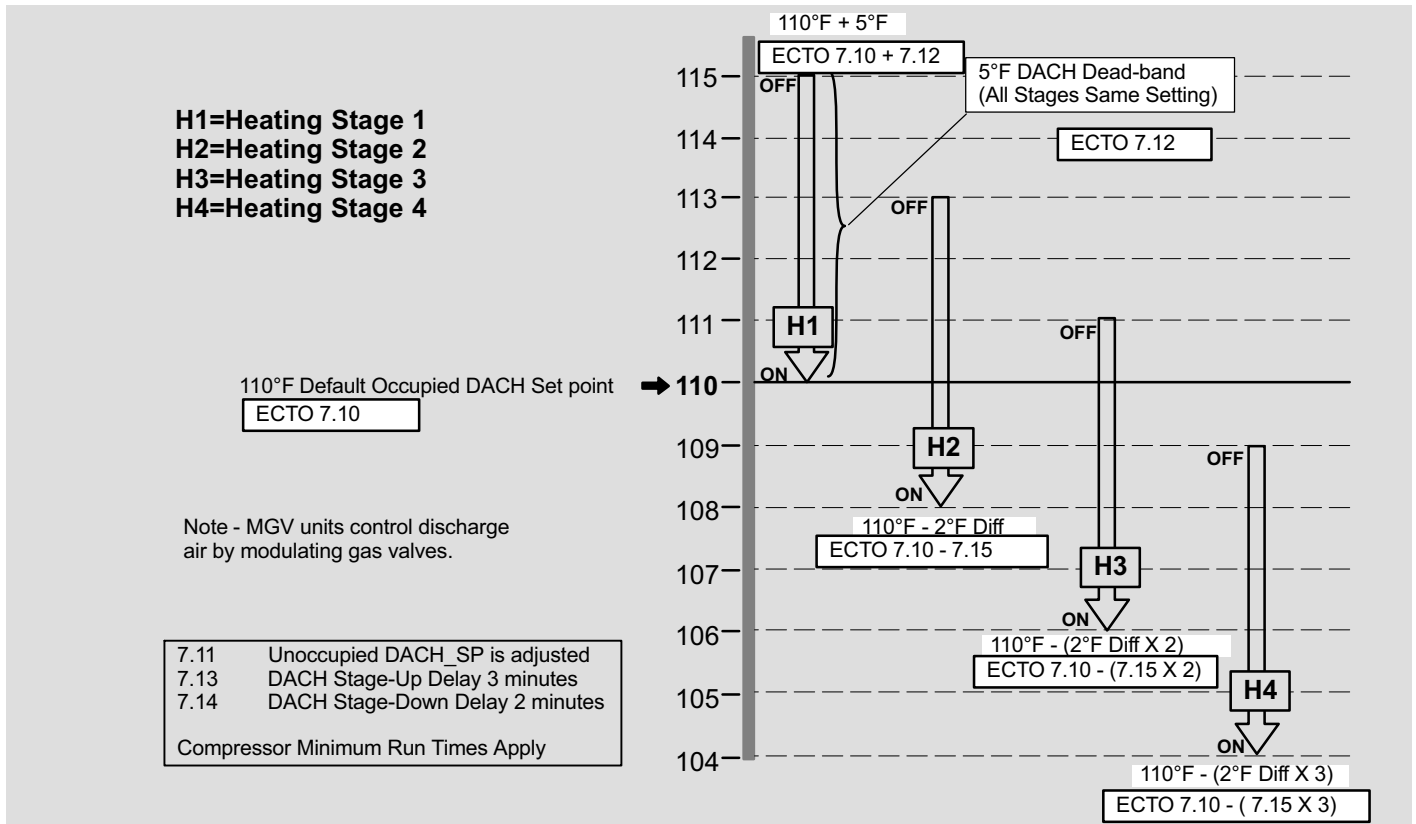 110°F + 5°F
ECTO 7.10 + 7.12
5°F DACH Dead-band
(All Stages Same Setting)
ECTO 7.12
H1=Heating Stage 1
H2=Heating Stage 2
H3=Heating Stage 3
H4=Heating Stage 4
115
OFF
114
113
OFF
112
111
H1
OFF
110°F Default Occupied DACH Set point
110
ON
ECTO 7.10
109
H2
OFF
ON
108
Note - MGV units control discharge
air by modulating gas valves.
110°F - 2°F Diff
ECTO 7.10 - 7.15
107
H3
ON
106
110°F - (2°F Diff X 2)
ECTO 7.10 - (7.15 X 2)
7.11 Unoccupied DACH_SP is adjusted
7.13 DACH Stage-Up Delay 3 minutes
7.14 DACH Stage-Down Delay 2 minutes
Compressor Minimum Run Times Apply
105
H4
ON
104
110°F - (2°F Diff X 3)
ECTO 7.10 - ( 7.15 X 3)